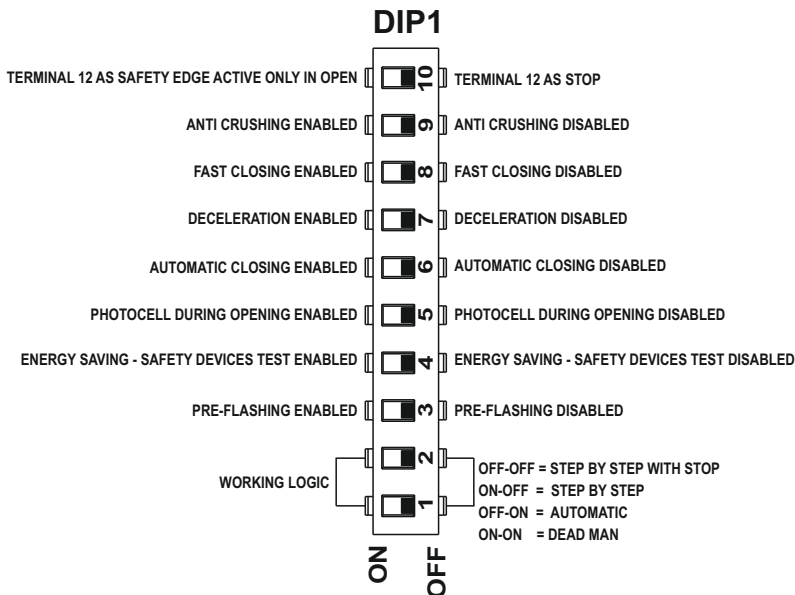 DIP1
TERMINAL 12 AS SAFETY EDGE ACTIVE ONLY IN OPEN 10 TERMINAL 12 AS STOP
ANTI CRUSHING ENABLED 9 ANTI CRUSHING DISABLED
FAST CLOSING ENABLED 8 FAST CLOSING DISABLED
DECELERATION ENABLED 7 DECELERATION DISABLED
AUTOMATIC CLOSING ENABLED 6 AUTOMATIC CLOSING DISABLED
PHOTOCELL DURING OPENING ENABLED 5 PHOTOCELL DURING OPENING DISABLED
ENERGY SAVING - SAFETY DEVICES TEST ENABLED 4 ENERGY SAVING - SAFETY DEVICES TEST DISABLED
PRE-FLASHING ENABLED 3 PRE-FLASHING DISABLED
WORKING LOGIC
2
1
OFF-OFF = STEP BY STEP WITH STOP
ON-OFF = STEP BY STEP
OFF-ON = AUTOMATIC
ON-ON = DEAD MAN
ON
OFF